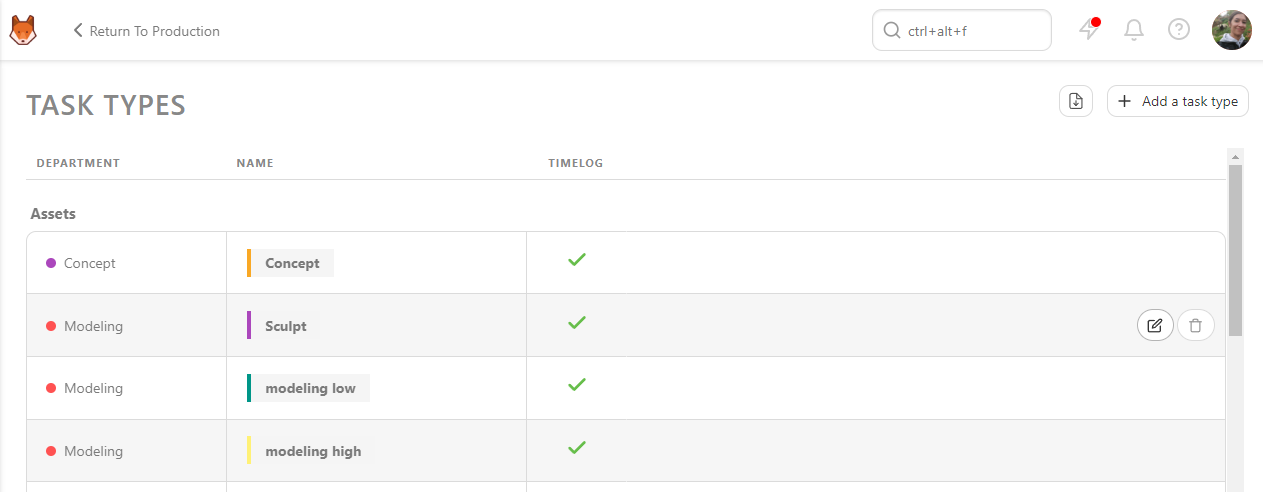 Return To Production
ctrl+alt+f
TASK TYPES
Add a task type
DEPARTMENT NAME TIMELOG
Assets
Concept Concept
Modeling Sculpt
Modeling modeling low
Modeling modeling high